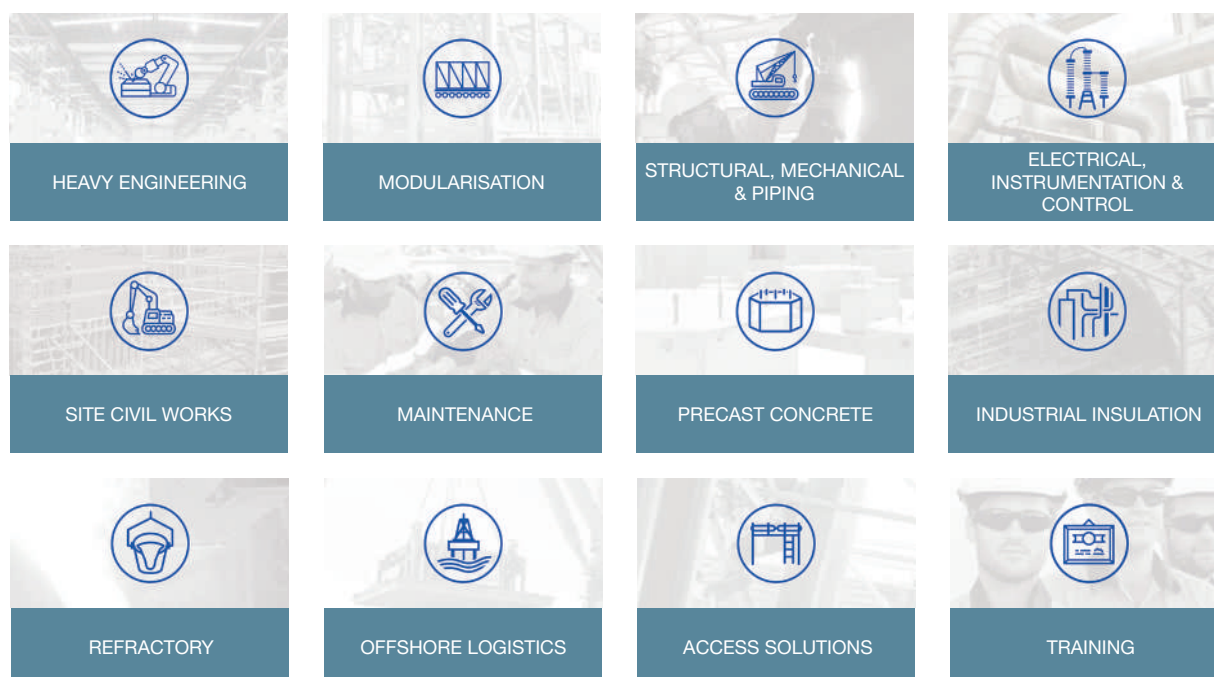 HEAVY ENGINEERING
MODULARISATION
STRUCTURAL, MECHANICAL
& PIPING
ELECTRICAL,
INSTRUMENTATION &
CONTROL
SITE CIVIL WORKS
MAINTENANCE
PRECAST CONCRETE
INDUSTRIAL INSULATION
REFRACTORY
OFFSHORE LOGISTICS
ACCESS SOLUTIONS
TRAINING